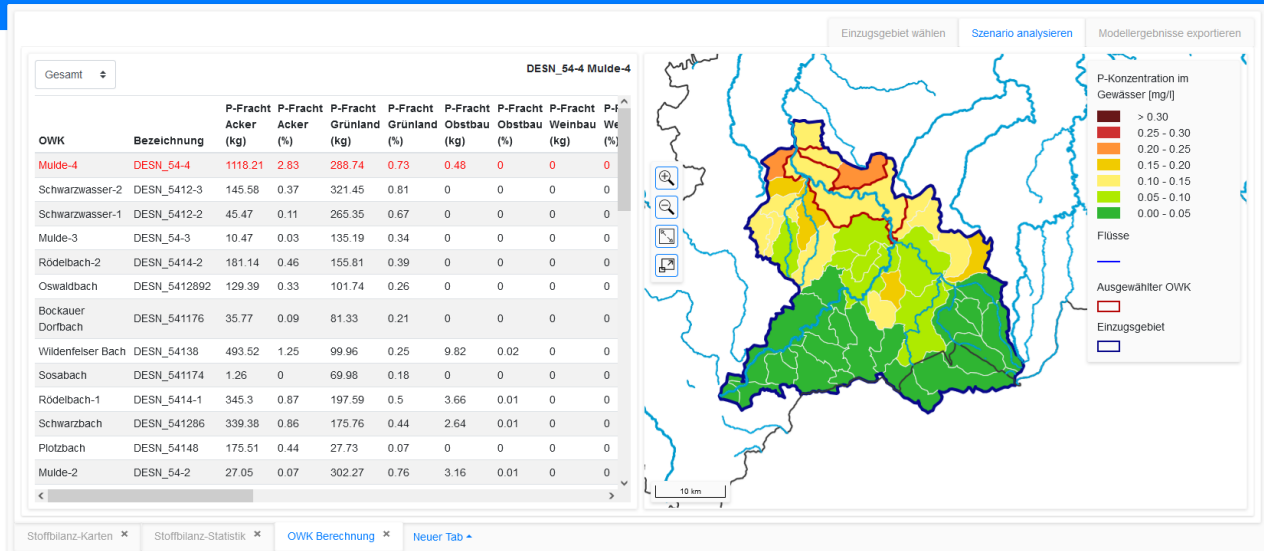 Einzugsgebiet wählen Szenario analysieren Modellergebnisse exportieren
Gesamt
DESN_54-4 Mulde-4
OWK Bezeichnung P-Fracht Acker (kg) P-Fracht Acker (%) P-Fracht Grünland (kg) P-Fracht Grünland (%) P-Fracht Obstbau (kg) P-Fracht Obstbau (%) P-Fracht Weinbau (kg) P-F We (%)
Mulde-4 DESN_54-4 1118.21 2.83 288.74 0.73 0.48 0 0 0
Schwarzwasser-2 DESN_5412-3 145.58 0.37 321.45 0.81 0 0 0 0
Schwarzwasser-1 DESN_5412-2 45.47 0.11 265.35 0.67 0 0 0 0
Mulde-3 DESN_54-3 10.47 0.03 135.19 0.34 0 0 0 0
Rödelbach-2 DESN_5414-2 181.14 0.46 155.81 0.39 0 0 0 0
Oswaldbach DESN_5412892 129.39 0.33 101.74 0.26 0 0 0 0
Bockauer Dorfbach DESN_541176 35.77 0.09 81.33 0.21 0 0 0 0
Wildenfelser Bach DESN_54138 493.52 1.25 99.96 0.25 9.82 0.02 0 0
Sosabach DESN_541174 1.26 0 69.98 0.18 0 0 0 0
Rödelbach-1 DESN_5414-1 345.3 0.87 197.59 0.5 3.66 0.01 0 0
Schwarzbach DESN_541286 339.38 0.86 175.76 0.44 2.64 0.01 0 0
Plotzbach DESN_54148 175.51 0.44 27.73 0.07 0 0 0 0
Mulde-2 DESN_54-2 27.05 0.07 302.27 0.76 3.16 0.01 0 0
10 km
P-Konzentration im
Gewässer [mg/l]
> 0.30
0.25 - 0.30
0.20 - 0.25
0.15 - 0.20
0.10 - 0.15
0.05 - 0.10
0.00 - 0.05
Flüsse
Ausgewählter OWK
Einzugsgebiet
Stoffbilanz-Karten × Stoffbilanz-Statistik × OWK Berechnung × Neuer Tab